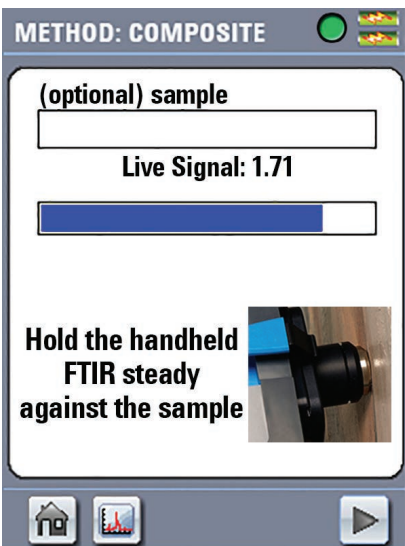 METHOD: COMPOSITE
(optional) sample
Live Signal: 1.71
Hold the handheld
FTIR steady
against the sample